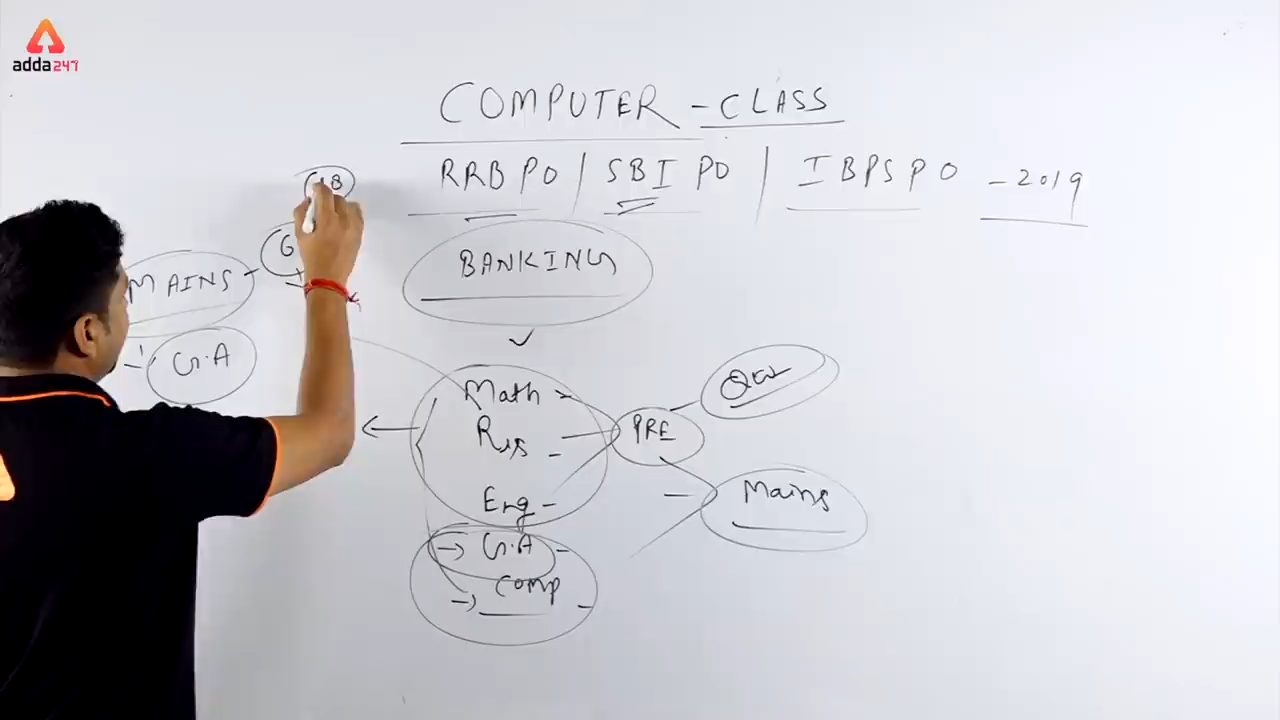 adda247
COMPUTER - CLASS
RRB PO / SBI PO / IBPS PO - 2019
BANKING
MAINS -
- G.A
Math -
-
Eng -
→ G.A -
→ Comp -
PRE
Mains